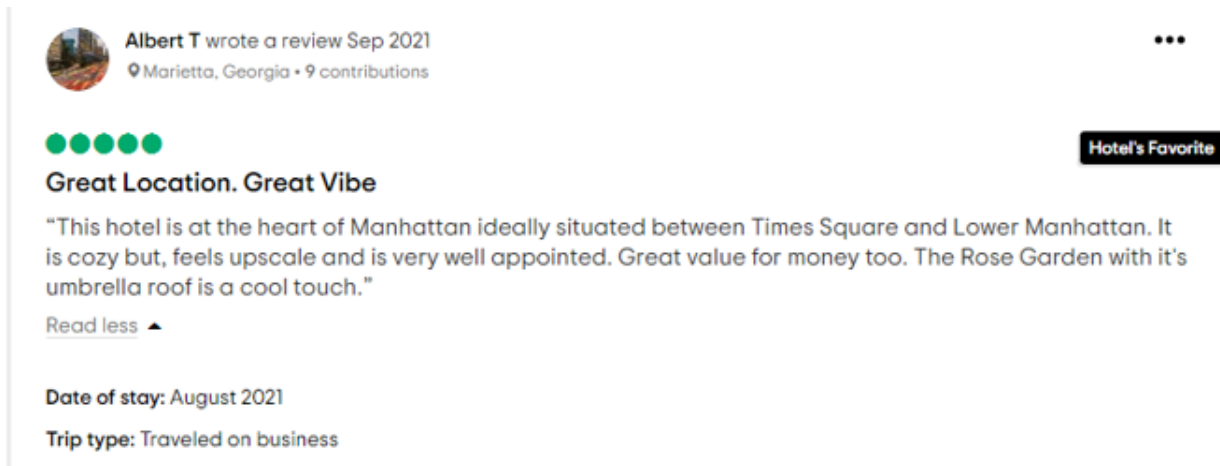 Albert T wrote a review Sep 2021
Marietta, Georgia • 9 contributions
Hotel's Favorite
Great Location. Great Vibe
“This hotel is at the heart of Manhattan ideally situated between Times Square and Lower Manhattan. It
is cozy but, feels upscale and is very well appointed. Great value for money too. The Rose Garden with it's
umbrella roof is a cool touch.”
Read less
Date of stay: August 2021
Trip type: Traveled on business